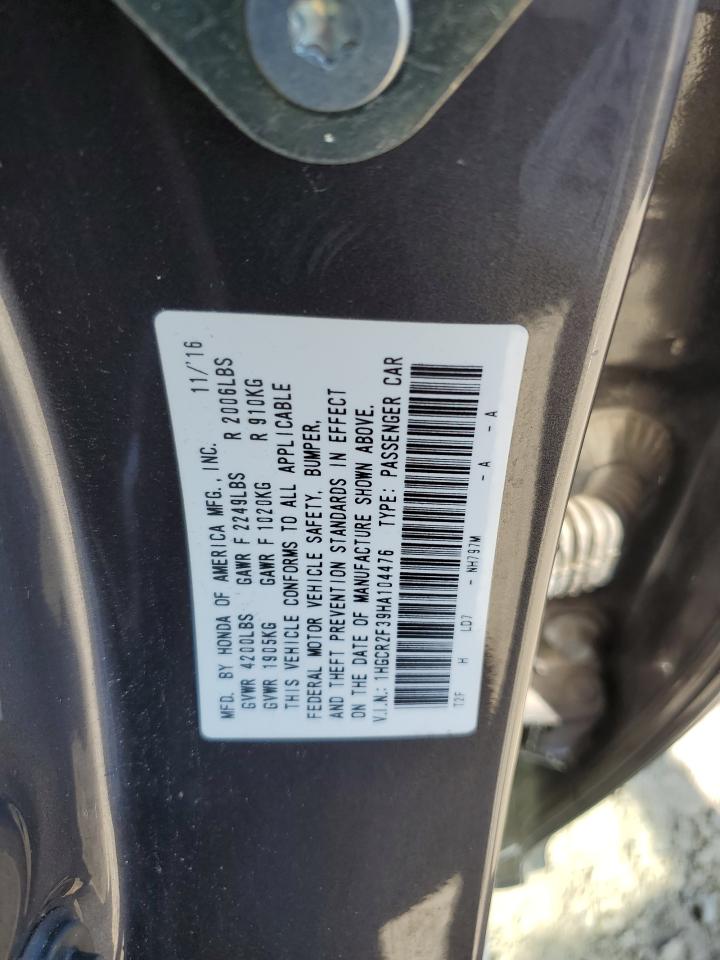 MFD. BY HONDA OF AMERICA MFG., INC. 11/'16
GVWR 4200LBS GAWR F 2249LBS R 2006LBS
GVWR 1905KG GAWR F 1020KG R 910KG
THIS VEHICLE CONFORMS TO ALL APPLICABLE
FEDERAL MOTOR VEHICLE SAFETY, BUMPER,
AND THEFT PREVENTION STANDARDS IN EFFECT
ON THE DATE OF MANUFACTURE SHOWN ABOVE.
V.I.N.: 1HGCR2F39HA104476 TYPE: PASSENGER CAR
T2F H LD7 - NH797M - A - A